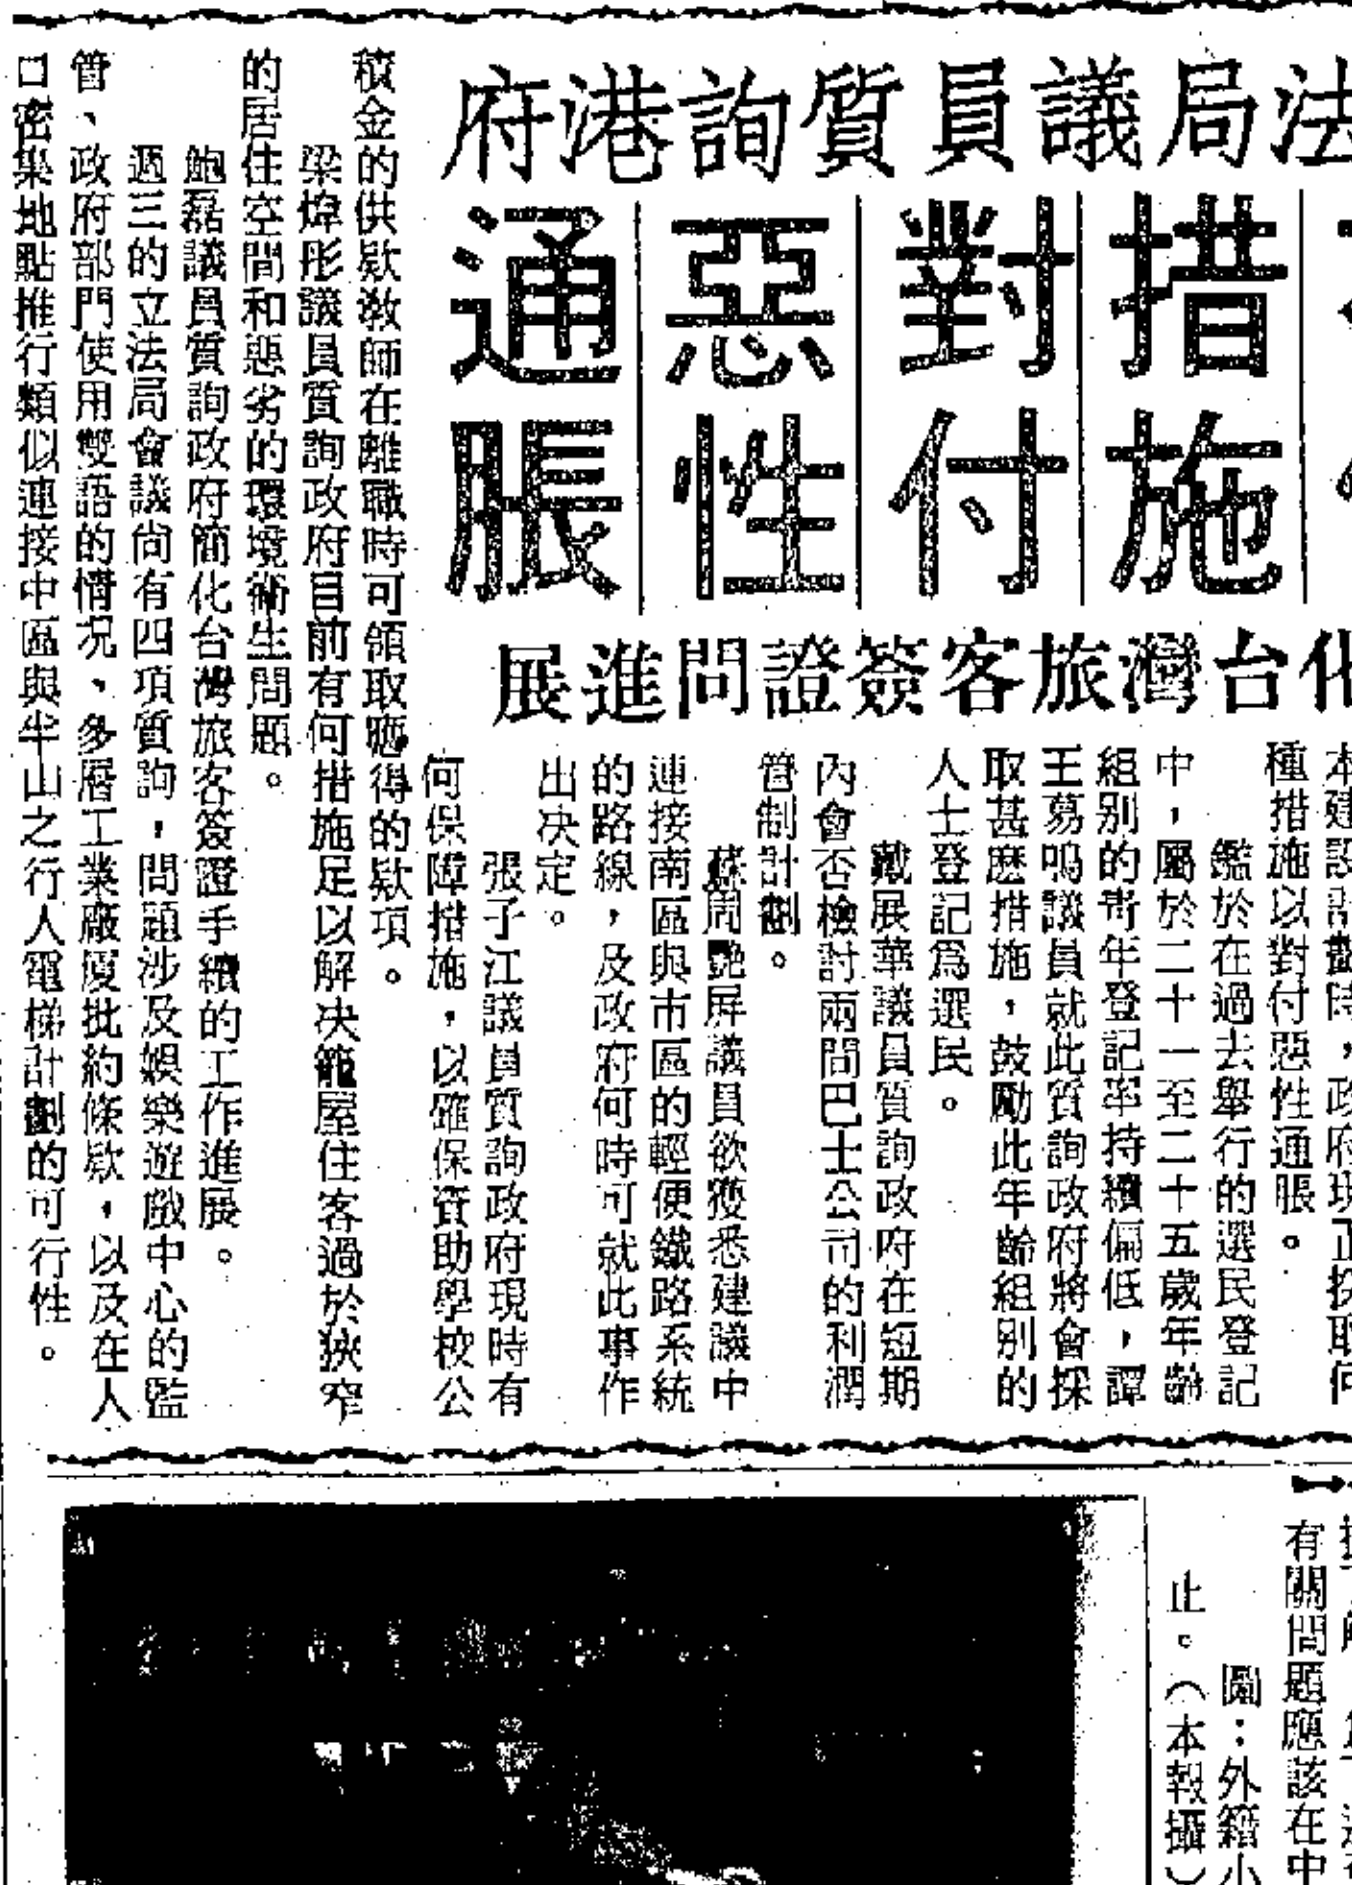 法局議員質詢港府
措施
對付
惡性
通脹
化台灣旅客簽證問進展
種措施以對付惡性通脹。
鑑於在過去舉行的選民登記
中，屬於二十一至二十五歲年齡
組別的青年登記率持續偏低，譚
王䓪鳴議員就此質詢政府將會採
取甚麽措施，鼓勵此年齡組別的
人士登記爲選民。
戴展華議員質詢政府在短期
內會否檢討兩間巴士公司的利潤
管制計劃。
蘇周艷屏議員欲獲悉建議中
連接南區與市區的輕便鐵路系統
的路線，及政府何時可就此事作
出决定。
張子江議員質詢政府現時有
何保障措施，以確保資助學校公
積金的供欵教師在離職時可領取應得的欵項。
梁煒彤議員質詢政府目前有何措施足以解决籠屋住客過於狹窄
的居住空間和惡劣的環境衞生問題。
鮑磊議員質詢政府簡化台灣旅客簽證手續的工作進展。
週三的立法局會議尙有四項質詢，問題涉及娛樂遊戲中心的監
管、政府部門使用雙語的情况、多層工業廠厦批約條欵，以及在人
口密集地點推行類似連接中區與半山之行人電梯計劃的可行性。
有關問題應該在中
圖：外籍小
止。（本報攝）